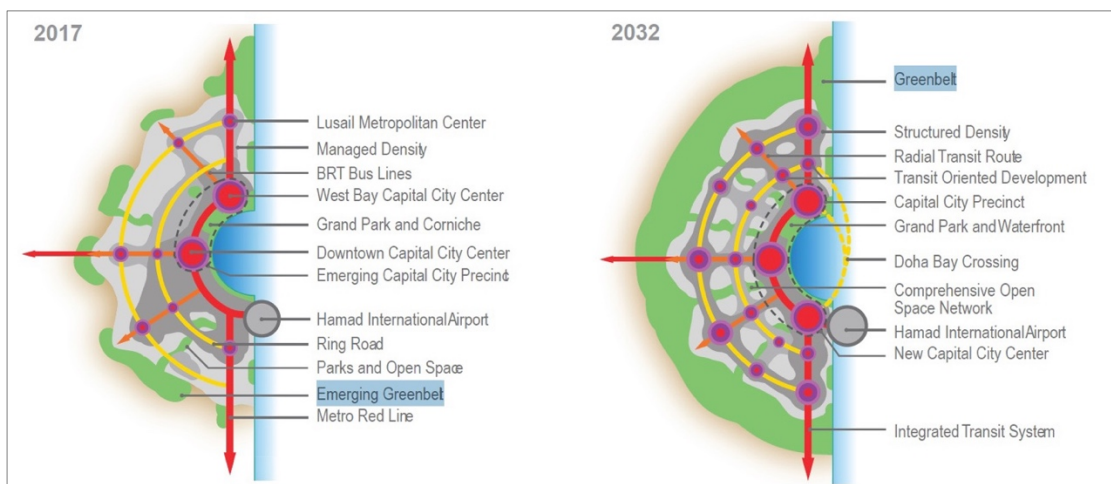 2017
Lusail Metropolitan Center
Managed Density
BRT Bus Lines
West Bay Capital City Center
Grand Park and Corniche
Downtown Capital City Center
Emerging Capital City Precinct
Hamad International Airport
Ring Road
Parks and Open Space
Emerging Greenbelt
Metro Red Line
2032
Greenbelt
Structured Density
Radial Transit Route
Transit Oriented Development
Capital City Precinct
Grand Park and Waterfront
Doha Bay Crossing
Comprehensive Open
Space Network
Hamad International Airport
New Capital City Center
Integrated Transit System